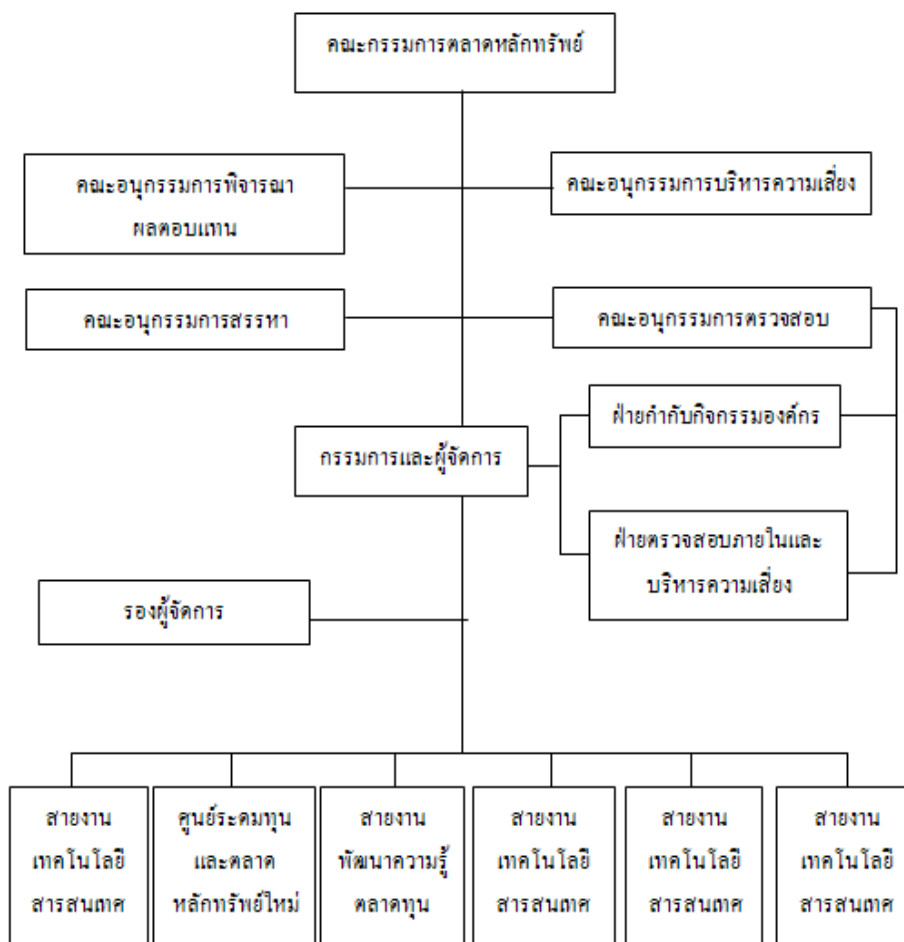 คณะกรรมการตลาดหลักทรัพย์
คณะอนุกรรมการพิจารณา
ผลตอบแทน
คณะอนุกรรมการบริหารความเสี่ยง
คณะอนุกรรมการสรรหา
คณะอนุกรรมการตรวจสอบ
ฝ่ายกำกับกิจกรรมองค์กร
กรรมการและผู้จัดการ
ฝ่ายตรวจสอบภายในและ
บริหารความเสี่ยง
รองผู้จัดการ
สายงาน
เทคโนโลยี
สารสนเทศ
ศูนย์ระดมทุน
และตลาด
หลักทรัพย์ใหม่
สายงาน
พัฒนาความรู้
ตลาดทุน
สายงาน
เทคโนโลยี
สารสนเทศ
สายงาน
เทคโนโลยี
สารสนเทศ
สายงาน
เทคโนโลยี
สารสนเทศ